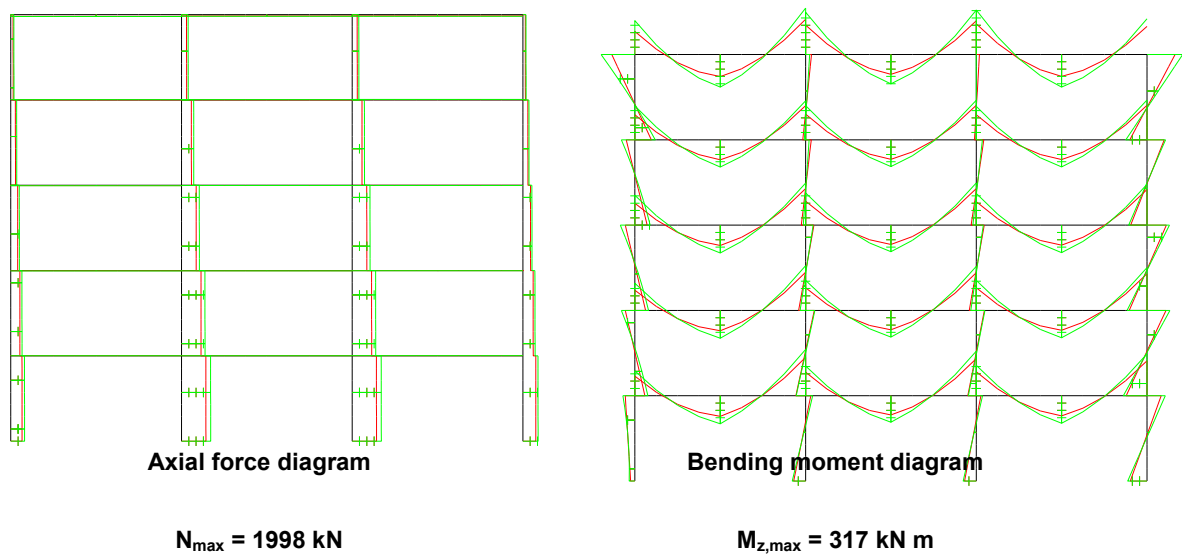 Axial force diagram
Bending moment diagram
N_max = 1998 kN
M_z,max = 317 kN m